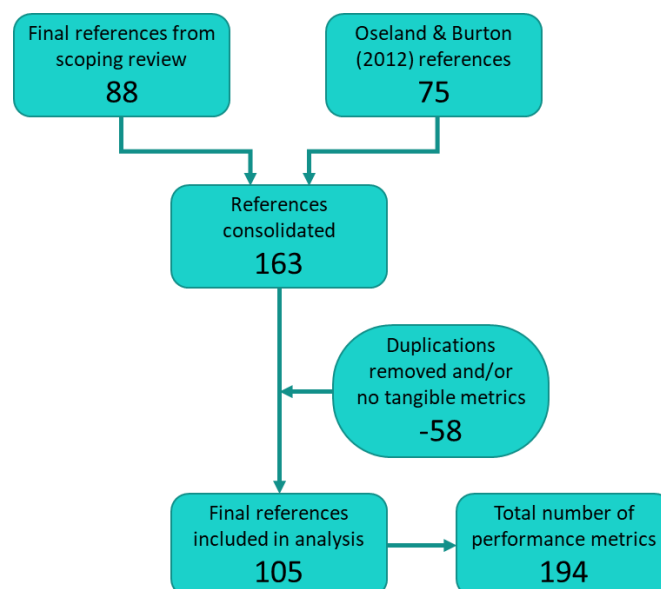 Final references from
scoping review
88
Oseland & Burton
(2012) references
75
References
consolidated
163
Duplications
removed and/or
no tangible metrics
-58
Final references
included in analysis
105
Total number of
performance metrics
194